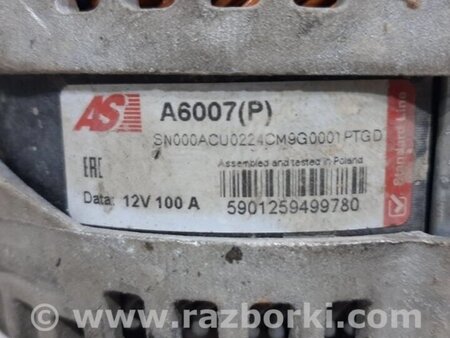 AS
A6007(P)
SN000ACU0224CM9G0001PTGD
Assembled and tested in Poland
EAC
Data: 12V 100 A
5901259499780
Standard Line
© www.razborki.com